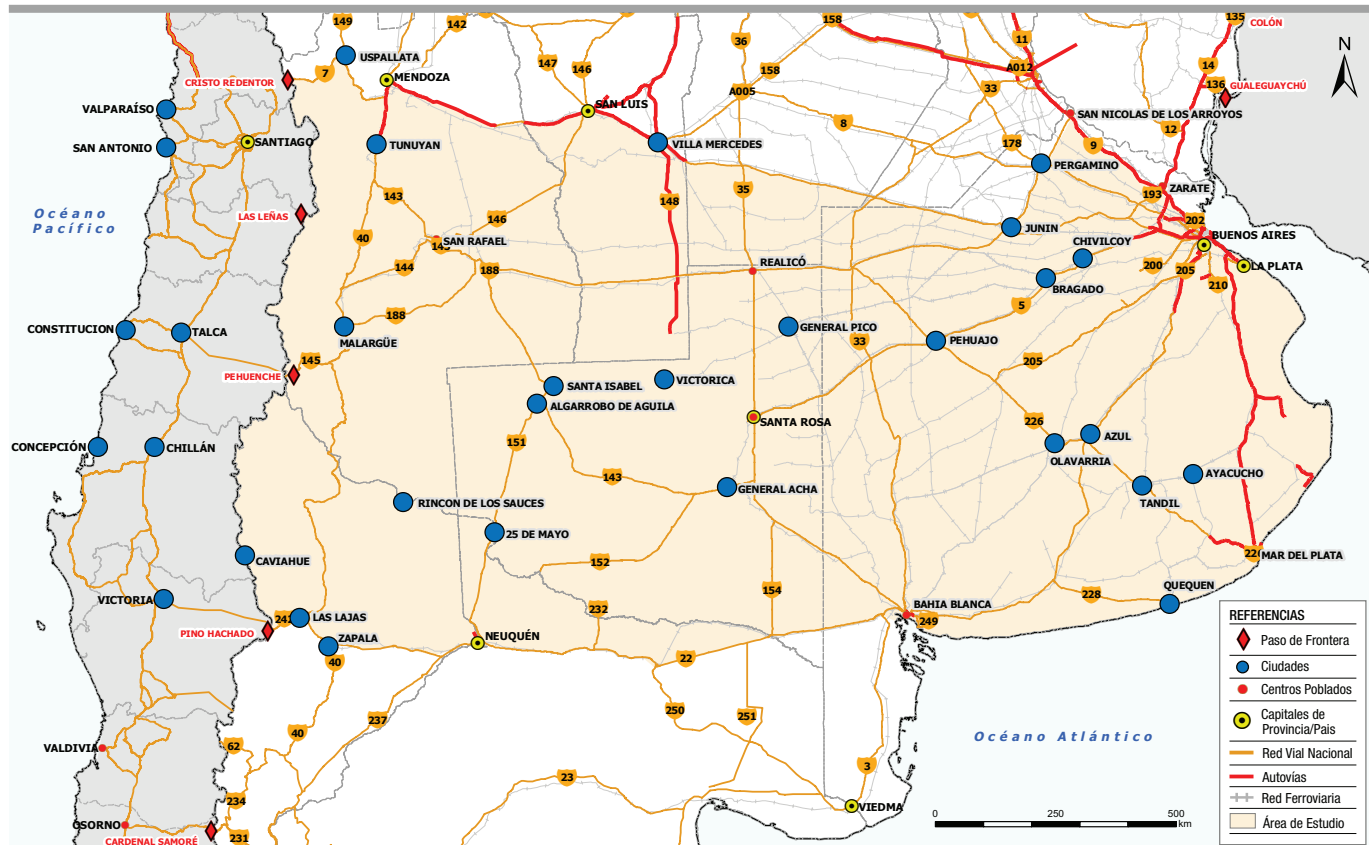 149
142
147
146
7
USPALLATA
CRISTO REDENTOR
MENDOZA
VALPARAÍSO
SAN LUIS
SANTIAGO
SAN ANTONIO
TUNUYAN
VILLA MERCEDES
36
158
158
A005
8
11
A012
33
135
COLÓN
14
136
GUALEGUAYCHÚ
N
SAN NICOLAS DE LOS ARROYOS
12
178
9
PERGAMINO
193
ZARATE
Océano
Pacífico
LAS LEÑAS
143
40
146
SAN RAFAEL
144
188
148
35
REALICÓ
JUNIN
CHIVILCOY
202
BUENOS AIRES
200
205
LA PLATA
210
BRAGADO
5
CONSTITUCION
TALCA
188
MALARGÜE
GENERAL PICO
33
PEHUAJO
205
145
PEHUENCHE
SANTA ISABEL
VICTORICA
ALGARROBO DE AGUILA
SANTA ROSA
226
CONCEPCIÓN
CHILLÁN
151
AZUL
OLAVARRIA
143
GENERAL ACHA
AYACUCHO
TANDIL
RINCON DE LOS SAUCES
25 DE MAYO
CAVIAHUE
152
MAR DEL PLATA
VICTORIA
154
QUEQUEN
228
232
BAHIA BLANCA
249
LAS LAJAS
PINO HACHADO
ZAPALA
NEUQUÉN
40
22
237
250
251
40
62
VALDIVIA
3
23
234
VIEDMA
OSORNO
CARDENAL SAMORÉ
231
Océano Atlántico
0
250
500
km
REFERENCIAS
Paso de Frontera
Ciudades
Centros Poblados
Capitales de
Provincia/Pais
Red Vial Nacional
Autovías
Red Ferroviaria
Área de Estudio